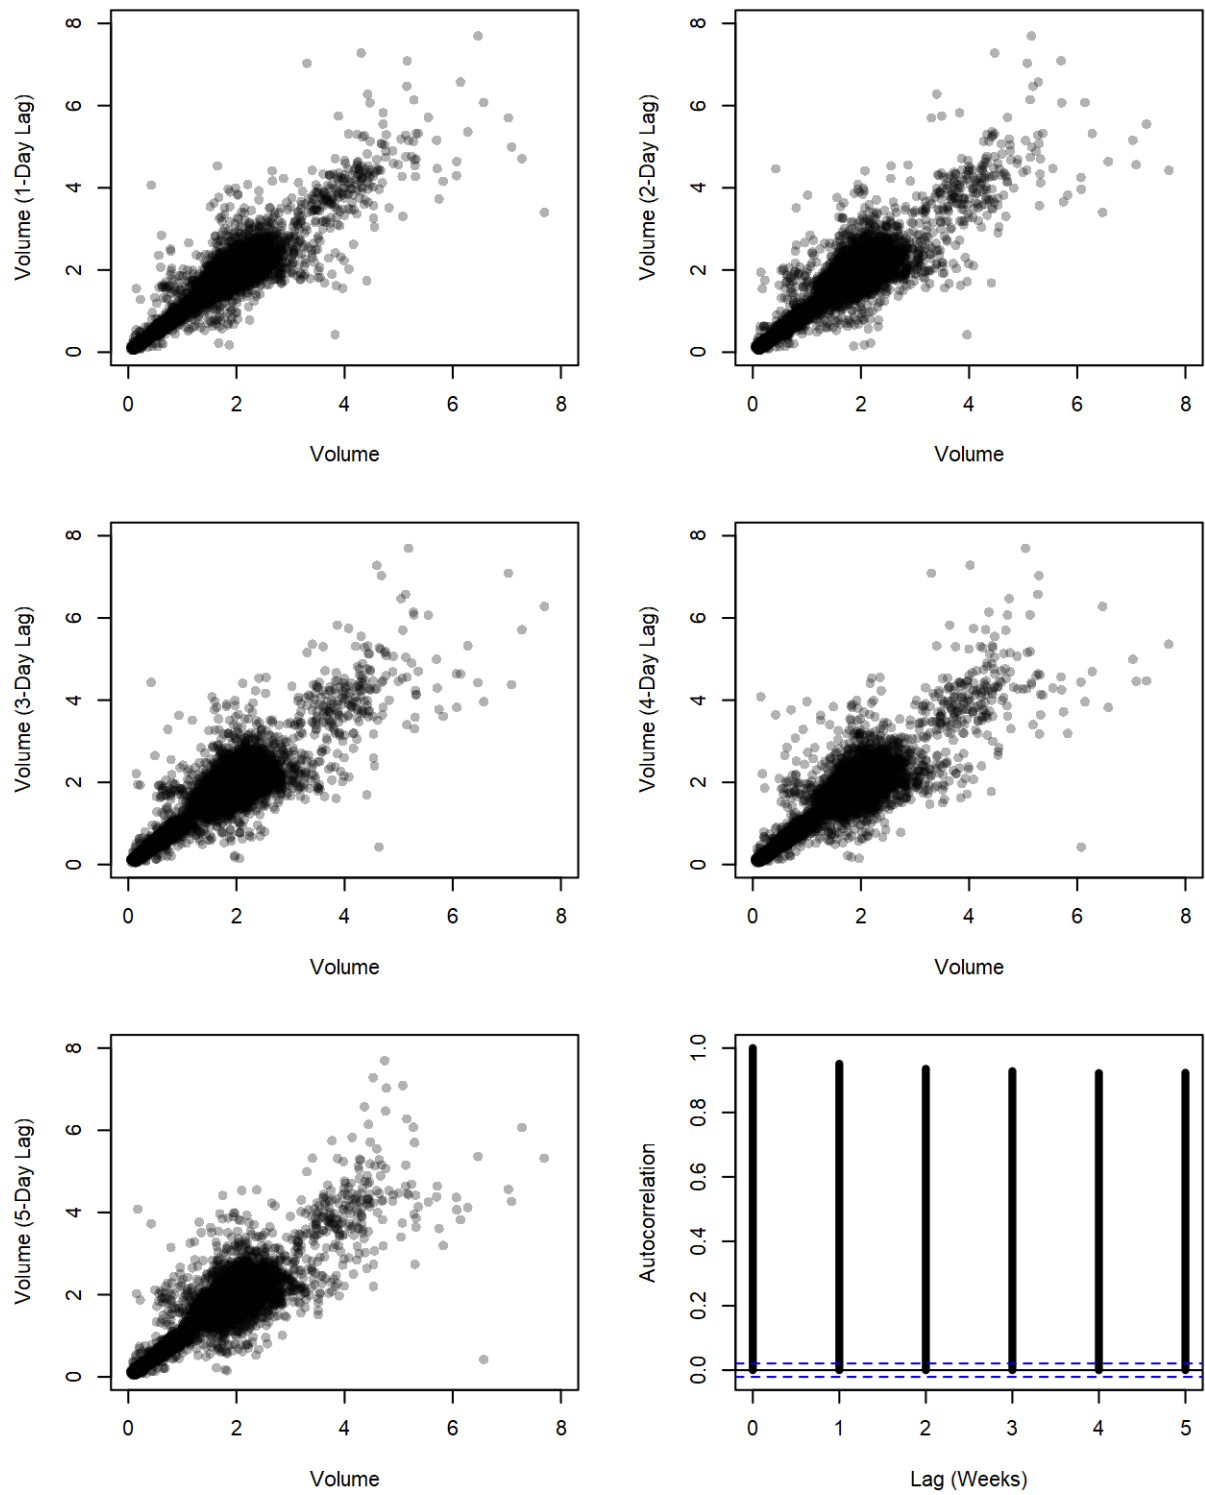 Volume (1-Day Lag)
8
6
4
2
0
0 2 4 6 8
Volume
Volume (2-Day Lag)
8
6
4
2
0
0 2 4 6 8
Volume
Volume (3-Day Lag)
8
6
4
2
0
0 2 4 6 8
Volume
Volume (4-Day Lag)
8
6
4
2
0
0 2 4 6 8
Volume
Volume (5-Day Lag)
8
6
4
2
0
0 2 4 6 8
Volume
Autocorrelation
1.0
0.8
0.6
0.4
0.2
0.0
0 1 2 3 4 5
Lag (Weeks)